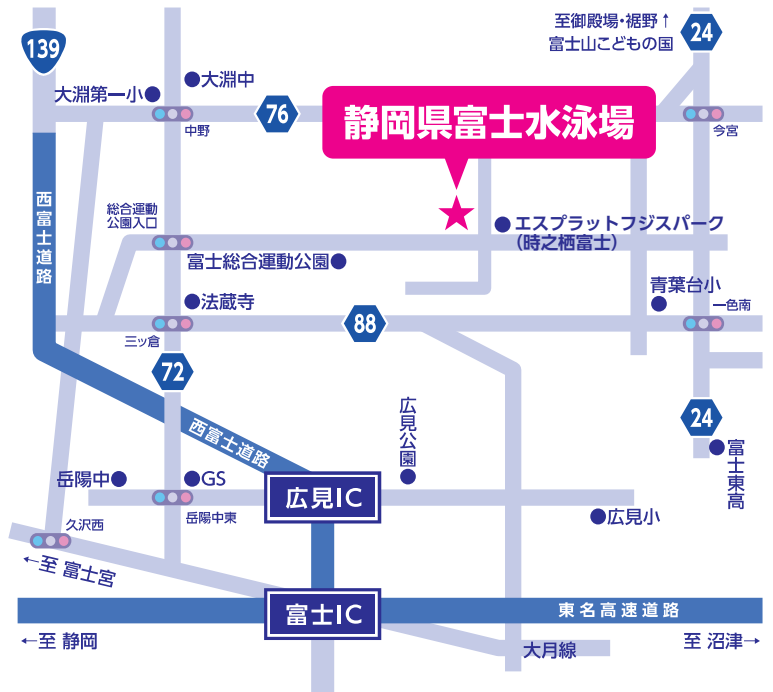 至御殿場・裾野↑
富士山こどもの国
24
139
大淵中
大淵第一小
76
中野
静岡県富士水泳場
今宮
西富士道路
総合運動
公園入口
エスプラットフジスパーク
(時之栖富士)
富士総合運動公園
青葉台小
法蔵寺
一色南
88
三ッ倉
72
24
広見公園
西富士道路
富士東高
岳陽中
GS
広見IC
岳陽中東
広見小
久沢西
←至 富士宮
富士IC
東名高速道路
←至 静岡
至 沼津→
大月線